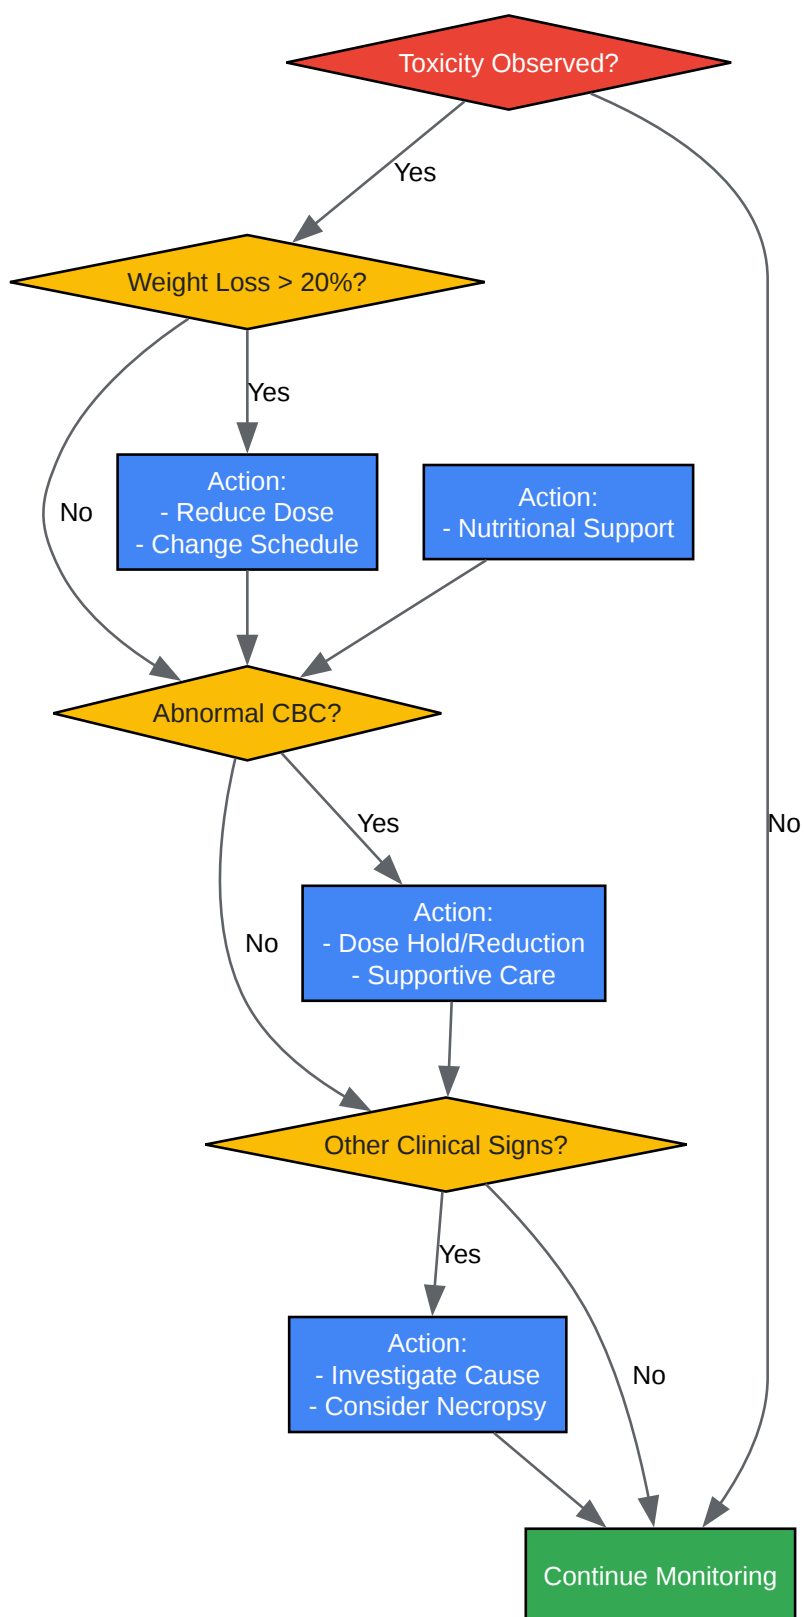 Toxicity Observed?
Yes
Weight Loss > 20%?
Yes
No
Action:
- Reduce Dose
- Change Schedule
Action:
- Nutritional Support
Abnormal CBC?
Yes
No
No
Action:
- Dose Hold/Reduction
- Supportive Care
Other Clinical Signs?
Yes
No
Action:
- Investigate Cause
- Consider Necropsy
Continue Monitoring